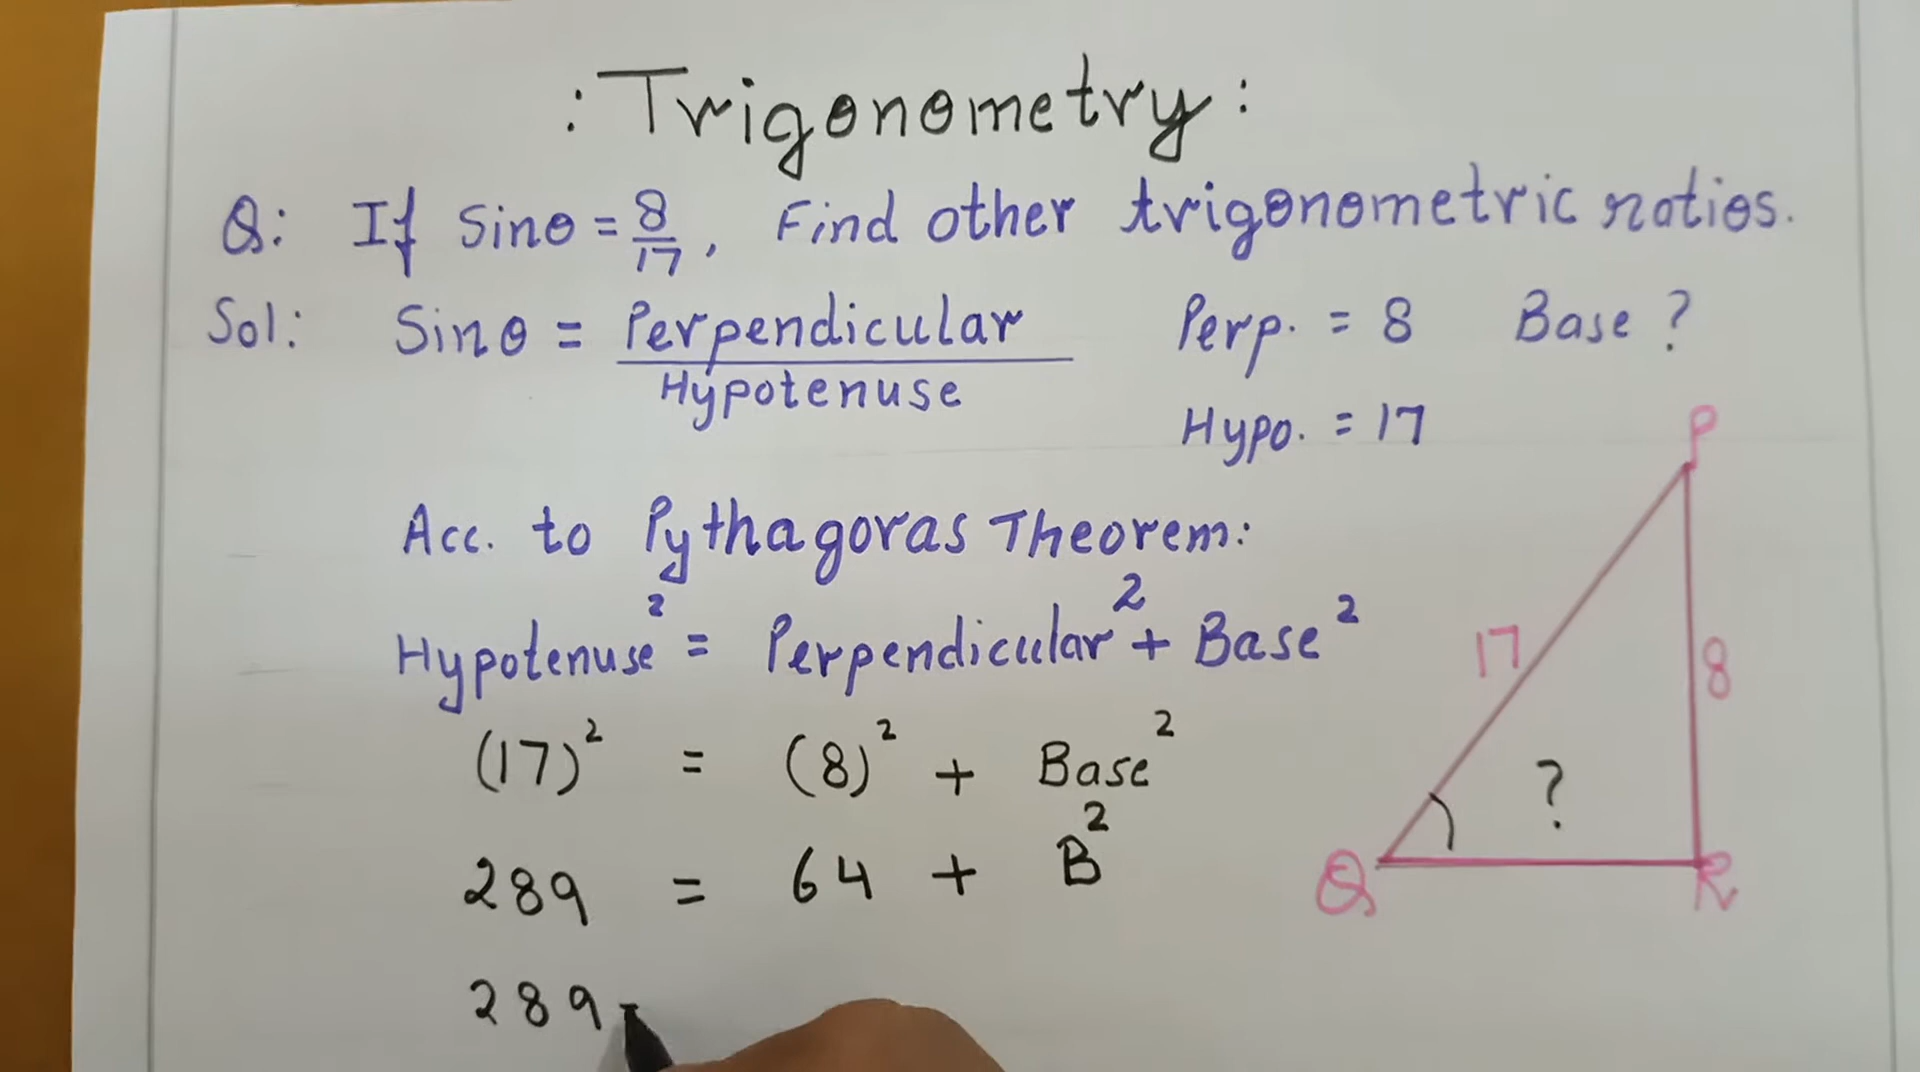 : Trigonometry :
Q: If Sinθ = 8/17, Find other trigonometric ratios.
Sol: Sinθ = Perpendicular/Hypotenuse Perp. = 8 Base ?
Hypo. = 17
Acc. to Pythagoras Theorem:
Hypotenuse² = Perpendicular² + Base²
(17)² = (8)² + Base²
289 = 64 + B²
289 -
P
17
8
?
Q
R